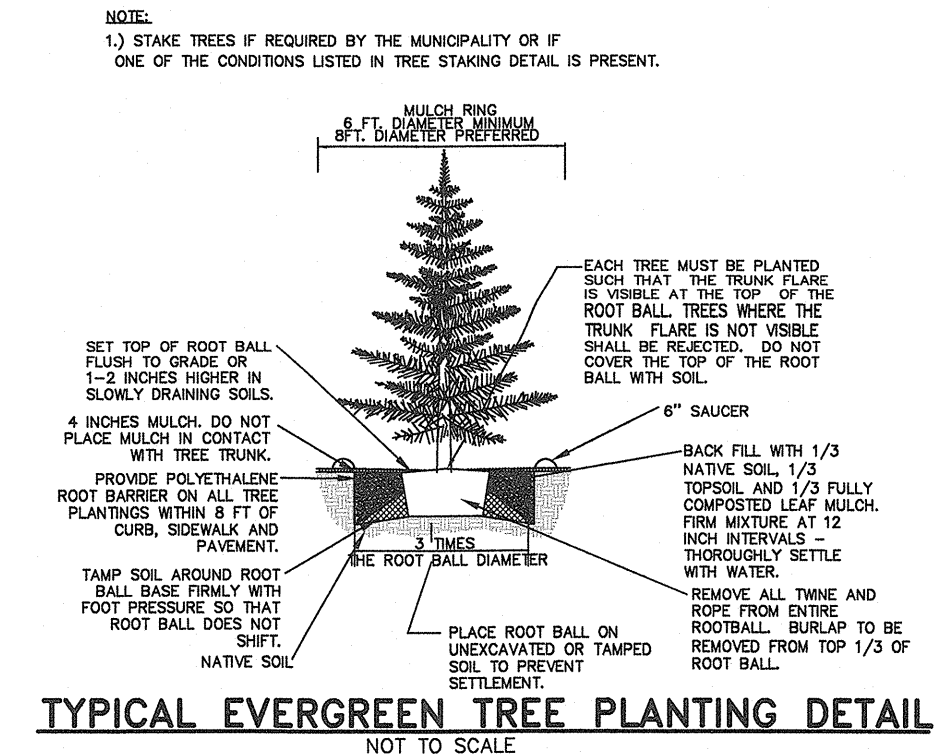 NOTE:
1.) STAKE TREES IF REQUIRED BY THE MUNICIPALITY OR IF
ONE OF THE CONDITIONS LISTED IN TREE STAKING DETAIL IS PRESENT.
MULCH RING
6 FT. DIAMETER MINIMUM
8FT. DIAMETER PREFERRED
EACH TREE MUST BE PLANTED
SUCH THAT THE TRUNK FLARE
IS VISIBLE AT THE TOP OF THE
ROOT BALL. TREES WHERE THE
TRUNK FLARE IS NOT VISIBLE
SHALL BE REJECTED. DO NOT
COVER THE TOP OF THE ROOT
BALL WITH SOIL.
SET TOP OF ROOT BALL
FLUSH TO GRADE OR
1-2 INCHES HIGHER IN
SLOWLY DRAINING SOILS.
4 INCHES MULCH. DO NOT
PLACE MULCH IN CONTACT
WITH TREE TRUNK.
PROVIDE POLYETHALENE
ROOT BARRIER ON ALL TREE
PLANTINGS WITHIN 8 FT OF
CURB, SIDEWALK AND
PAVEMENT.
TAMP SOIL AROUND ROOT
BALL BASE FIRMLY WITH
FOOT PRESSURE SO THAT
ROOT BALL DOES NOT
SHIFT.
NATIVE SOIL
6" SAUCER
BACK FILL WITH 1/3
NATIVE SOIL, 1/3
TOPSOIL AND 1/3 FULLY
COMPOSTED LEAF MULCH.
FIRM MIXTURE AT 12
INCH INTERVALS -
THOROUGHLY SETTLE
WITH WATER.
3 TIMES
THE ROOT BALL DIAMETER
REMOVE ALL TWINE AND
ROPE FROM ENTIRE
ROOTBALL. BURLAP TO BE
REMOVED FROM TOP 1/3 OF
ROOT BALL.
PLACE ROOT BALL ON
UNEXCAVATED OR TAMPED
SOIL TO PREVENT
SETTLEMENT.
TYPICAL EVERGREEN TREE PLANTING DETAIL
NOT TO SCALE